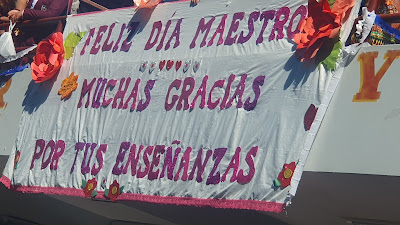 ¡FELIZ DÍA MAESTRO
MUCHAS GRACIAS
POR TUS ENSEÑANZAS